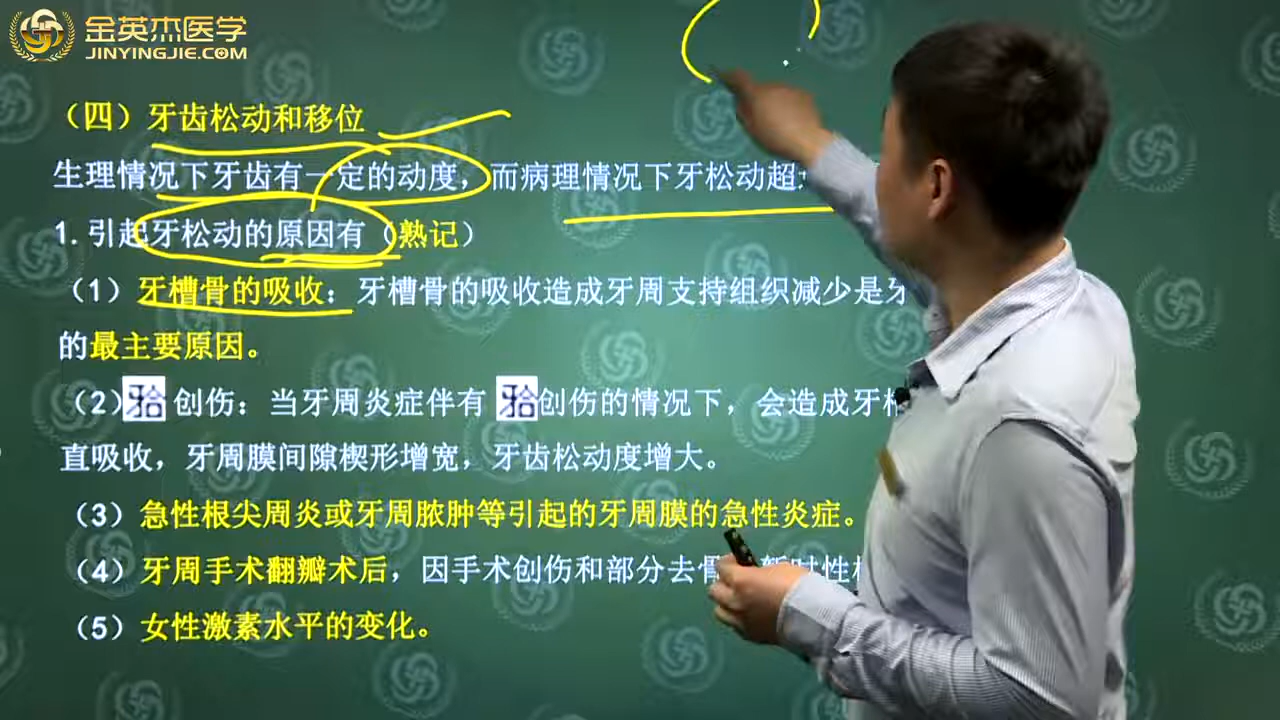 金英杰医学
JINYINGJIE.COM
（四）牙齿松动和移位
生理情况下牙齿有一定的动度，而病理情况下牙松动超
1.引起牙松动的原因有（熟记）
（1）牙槽骨的吸收：牙槽骨的吸收造成牙周支持组织减少是牙
的最主要原因。
（2）𬌗创伤：当牙周炎症伴有𬌗创伤的情况下，会造成牙
直吸收，牙周膜间隙楔形增宽，牙齿松动度增大。
（3）急性根尖周炎或牙周脓肿等引起的牙周膜的急性炎症。
（4）牙周手术翻瓣术后，因手术创伤和部分去骨，暂时性
（5）女性激素水平的变化。